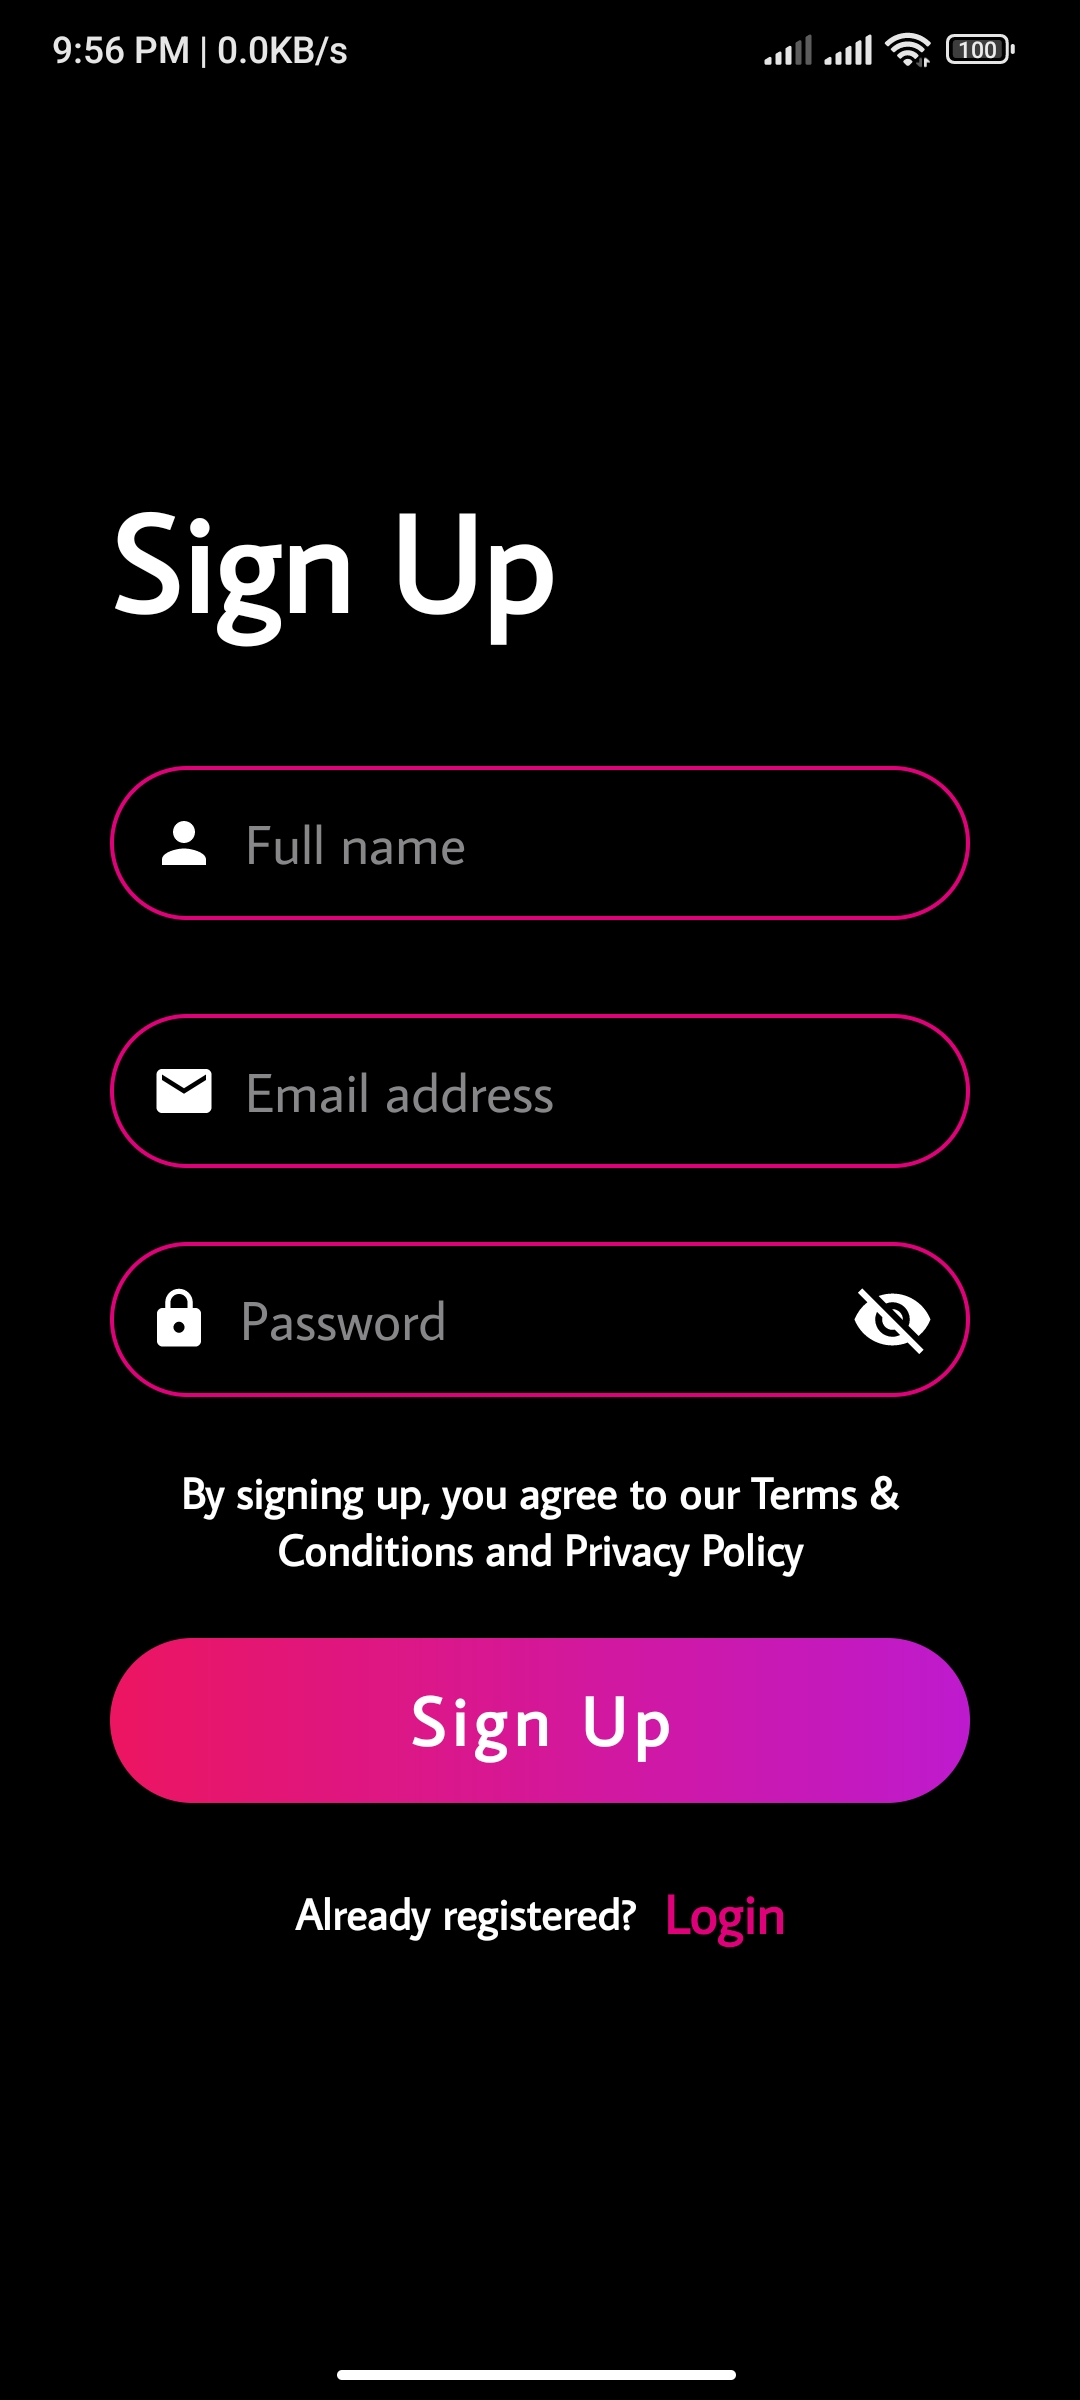 9:56 PM | 0.0KB/s 100
Sign Up
Full name
Email address
Password
By signing up, you agree to our Terms &
Conditions and Privacy Policy
Sign Up
Already registered? Login